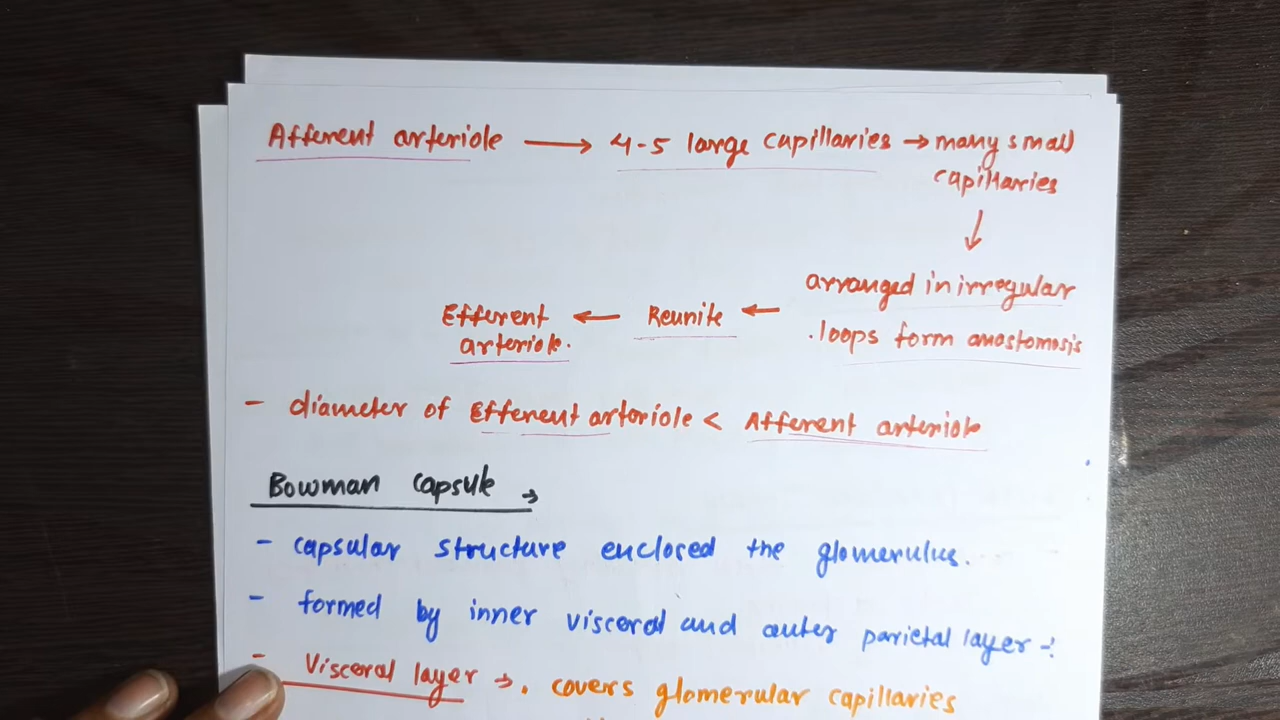 Afferent arteriole → 4-5 large capillaries → many small
capillaries
↓
arranged in irregular
Efferent ← Reunite ← loops form anastomosis
arteriole.
- diameter of Efferent arteriole < Afferent arteriole
Bowman capsule →
- capsular structure enclosed the glomerulus.
- formed by inner visceral and outer parietal layer -:
- Visceral layer → . covers glomerular capillaries